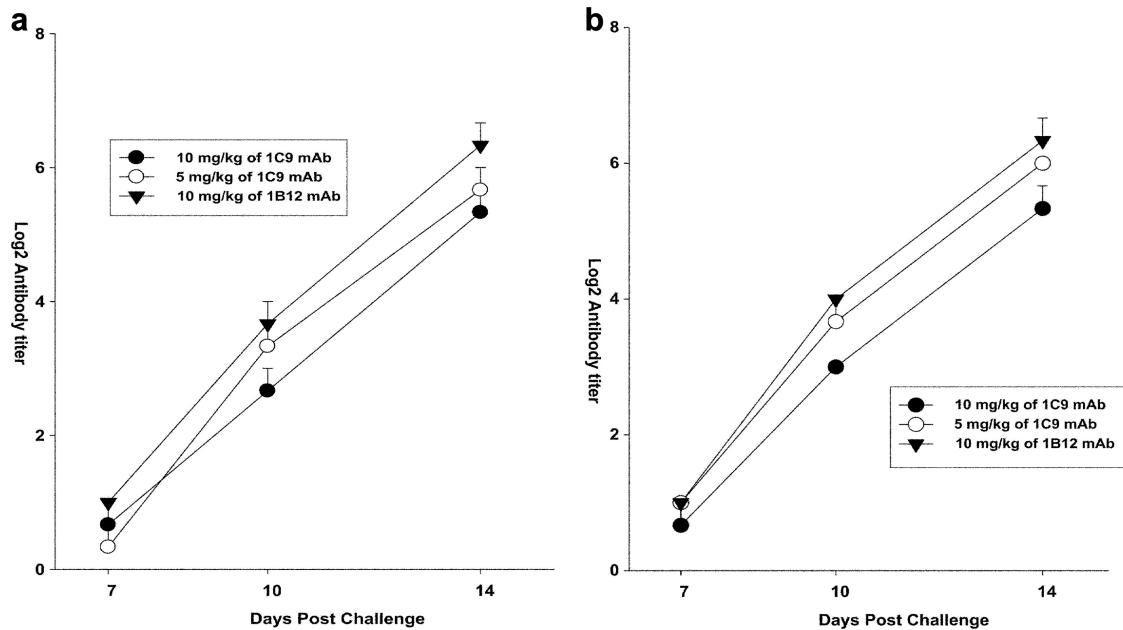 a
8
6
4
2
0
Log2 Antibody titer
10 mg/kg of 1C9 mAb
5 mg/kg of 1C9 mAb
10 mg/kg of 1B12 mAb
7 10 14
Days Post Challenge
b
8
6
4
2
0
Log2 Antibody titer
10 mg/kg of 1C9 mAb
5 mg/kg of 1C9 mAb
10 mg/kg of 1B12 mAb
7 10 14
Days Post Challenge